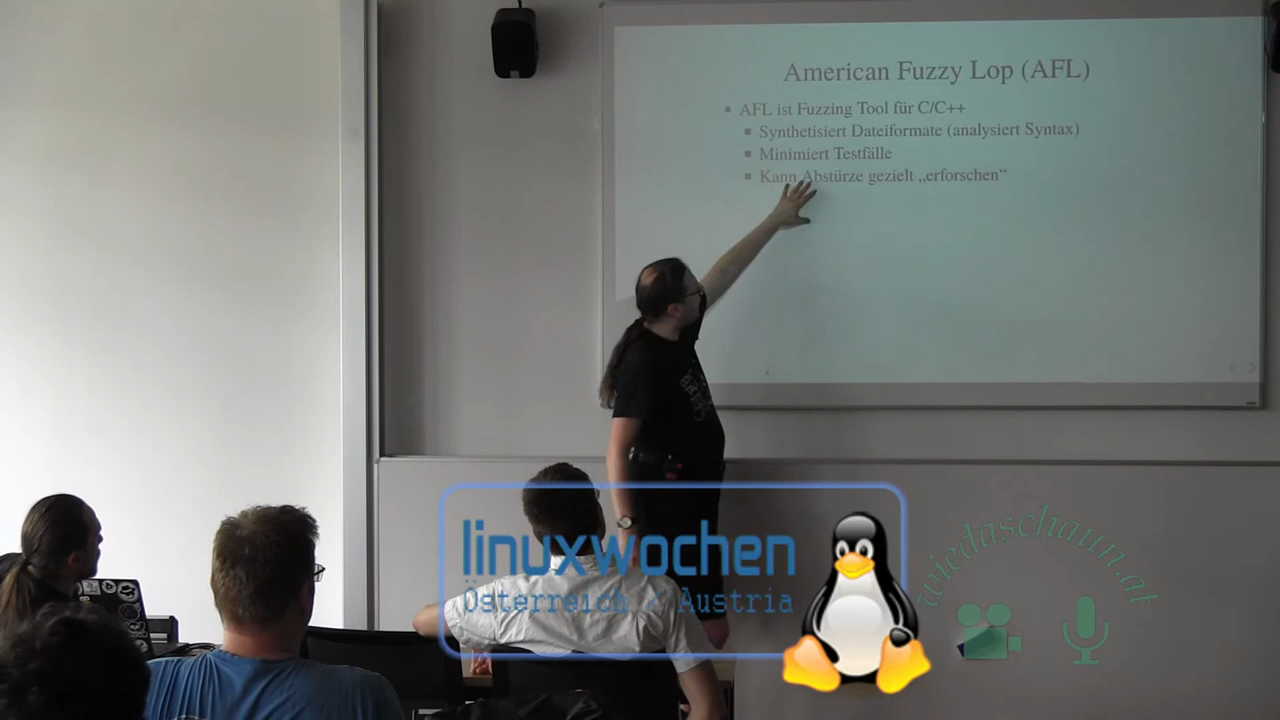 American Fuzzy Lop (AFL)
AFL ist Fuzzing Tool für C/C++
Synthetisiert Dateiformate (analysiert Syntax)
Minimiert Testfälle
Kann Abstürze gezielt „erforschen“
linuxwochen
Österreich / Austria
wiedaschaun.at